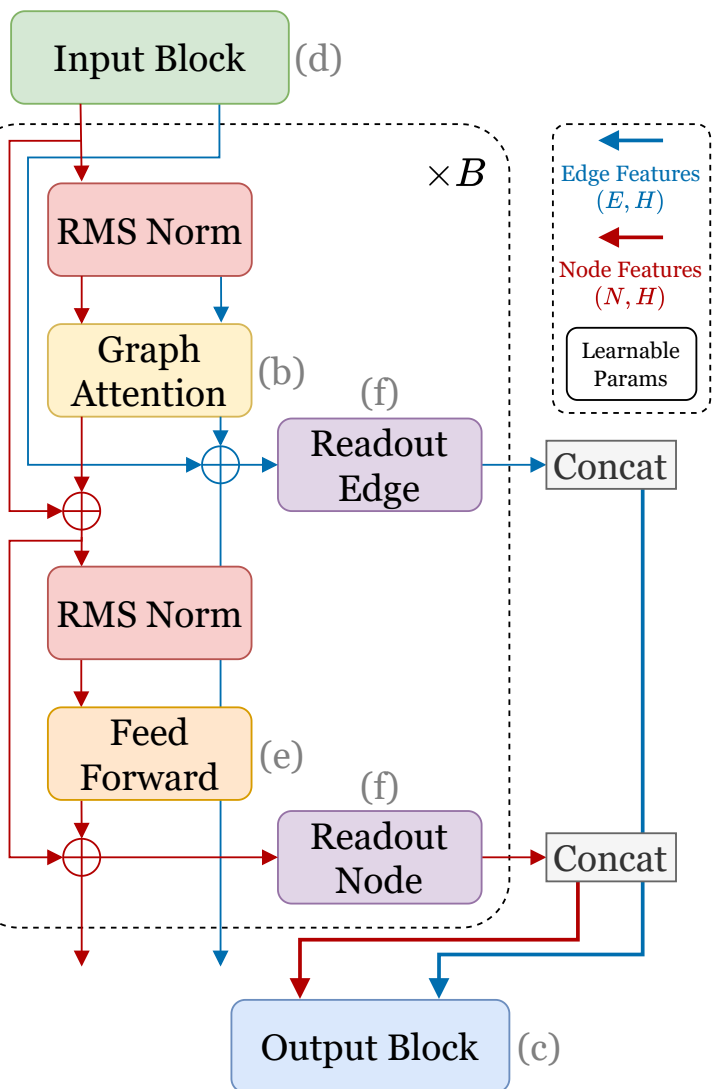 Input Block
(d)
×B
RMS Norm
Edge Features
(E, H)
Node Features
(N, H)
Learnable
Params
Graph
Attention
(b)
(f)
Readout
Edge
Concat
RMS Norm
Feed
Forward
(e)
(f)
Readout
Node
Concat
Output Block
(c)